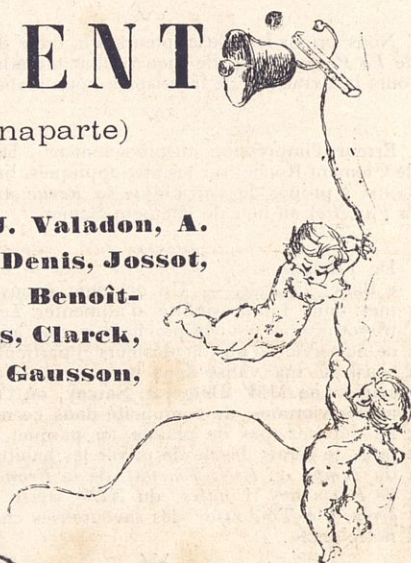 ENT
naparte)
J. Valadon, A.
Denis, Jossot,
Benoît-
s, Clarck,
Gausson,